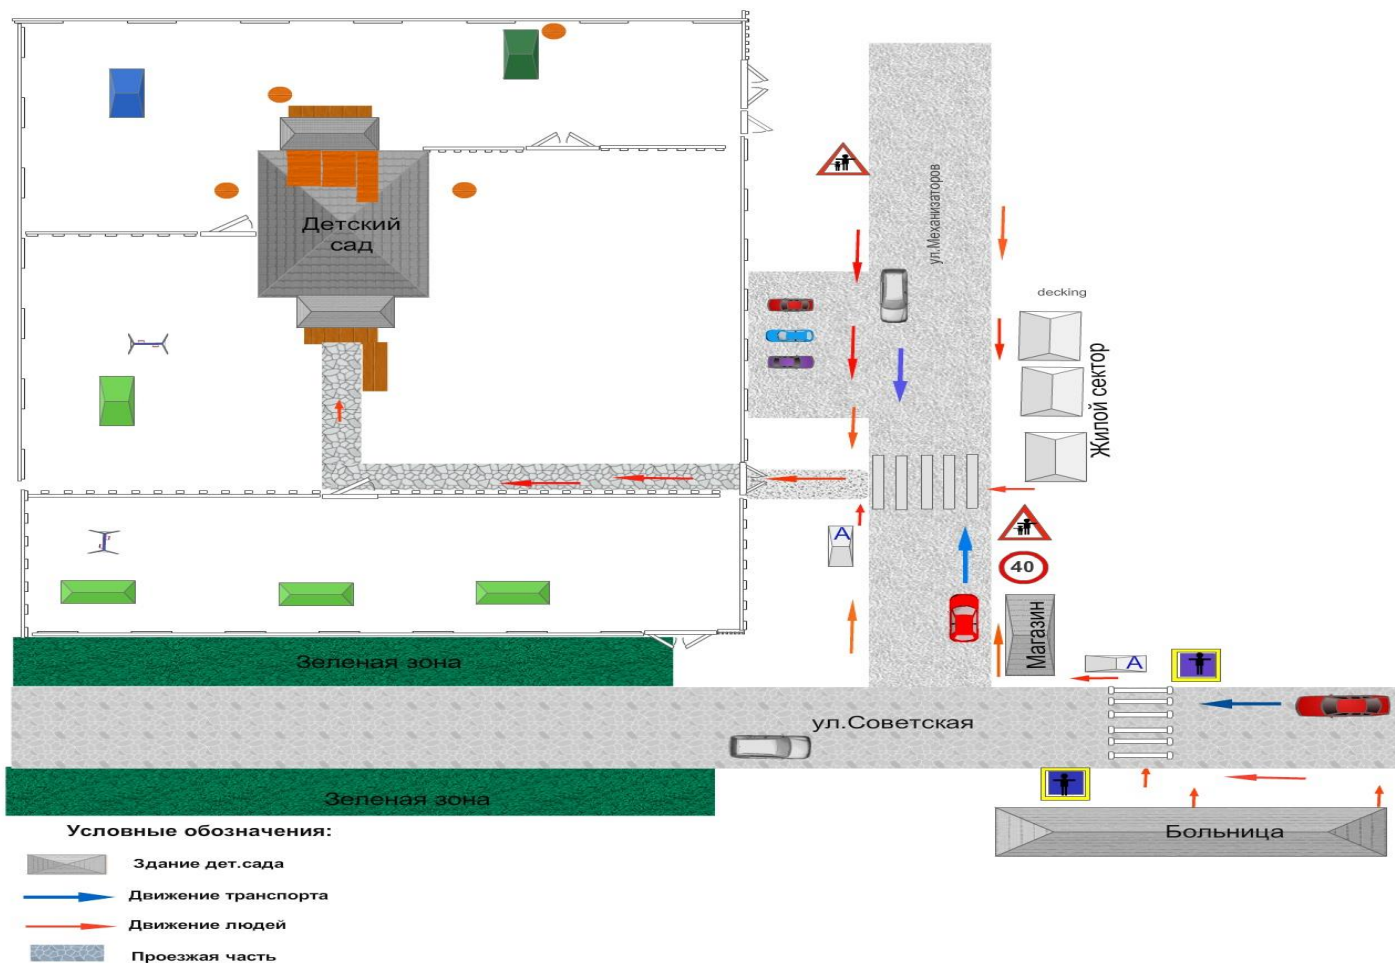 Детский
сад
ул.Механизаторов
decking
Жилой сектор
A
40
Магазин
A
Зеленая зона
ул.Советская
Зеленая зона
Больница
Условные обозначения:
Здание дет.сада
Движение транспорта
Движение людей
Проезжая часть